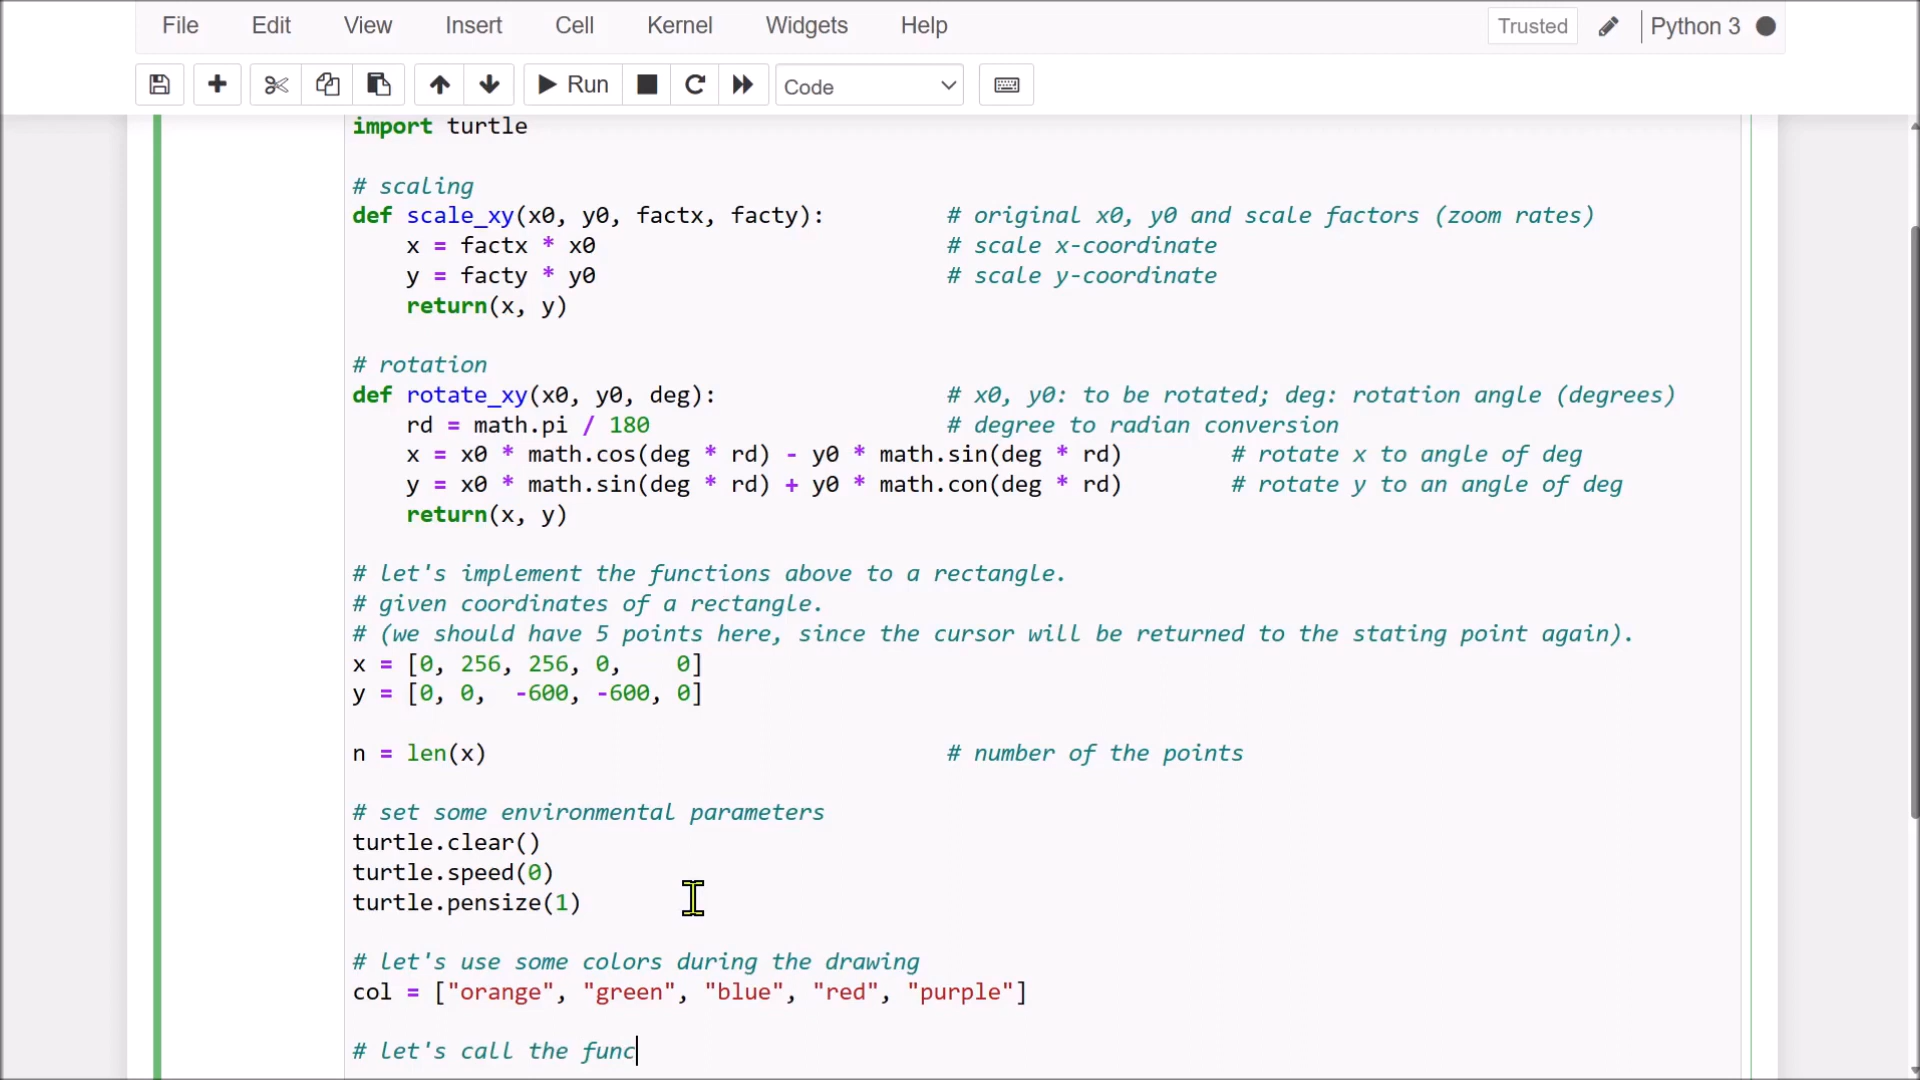 File Edit View Insert Cell Kernel Widgets Help Trusted Python 3
Run Code
import turtle
# scaling
def scale_xy(x0, y0, factx, facty): # original x0, y0 and scale factors (zoom rates)
x = factx * x0 # scale x-coordinate
y = facty * y0 # scale y-coordinate
return(x, y)
# rotation
def rotate_xy(x0, y0, deg): # x0, y0: to be rotated; deg: rotation angle (degrees)
rd = math.pi / 180 # degree to radian conversion
x = x0 * math.cos(deg * rd) - y0 * math.sin(deg * rd) # rotate x to angle of deg
y = x0 * math.sin(deg * rd) + y0 * math.con(deg * rd) # rotate y to an angle of deg
return(x, y)
# let's implement the functions above to a rectangle.
# given coordinates of a rectangle.
# (we should have 5 points here, since the cursor will be returned to the stating point again).
x = [0, 256, 256, 0, 0]
y = [0, 0, -600, -600, 0]
n = len(x) # number of the points
# set some environmental parameters
turtle.clear()
turtle.speed(0)
turtle.pensize(1)
# let's use some colors during the drawing
col = ["orange", "green", "blue", "red", "purple"]
# let's call the func